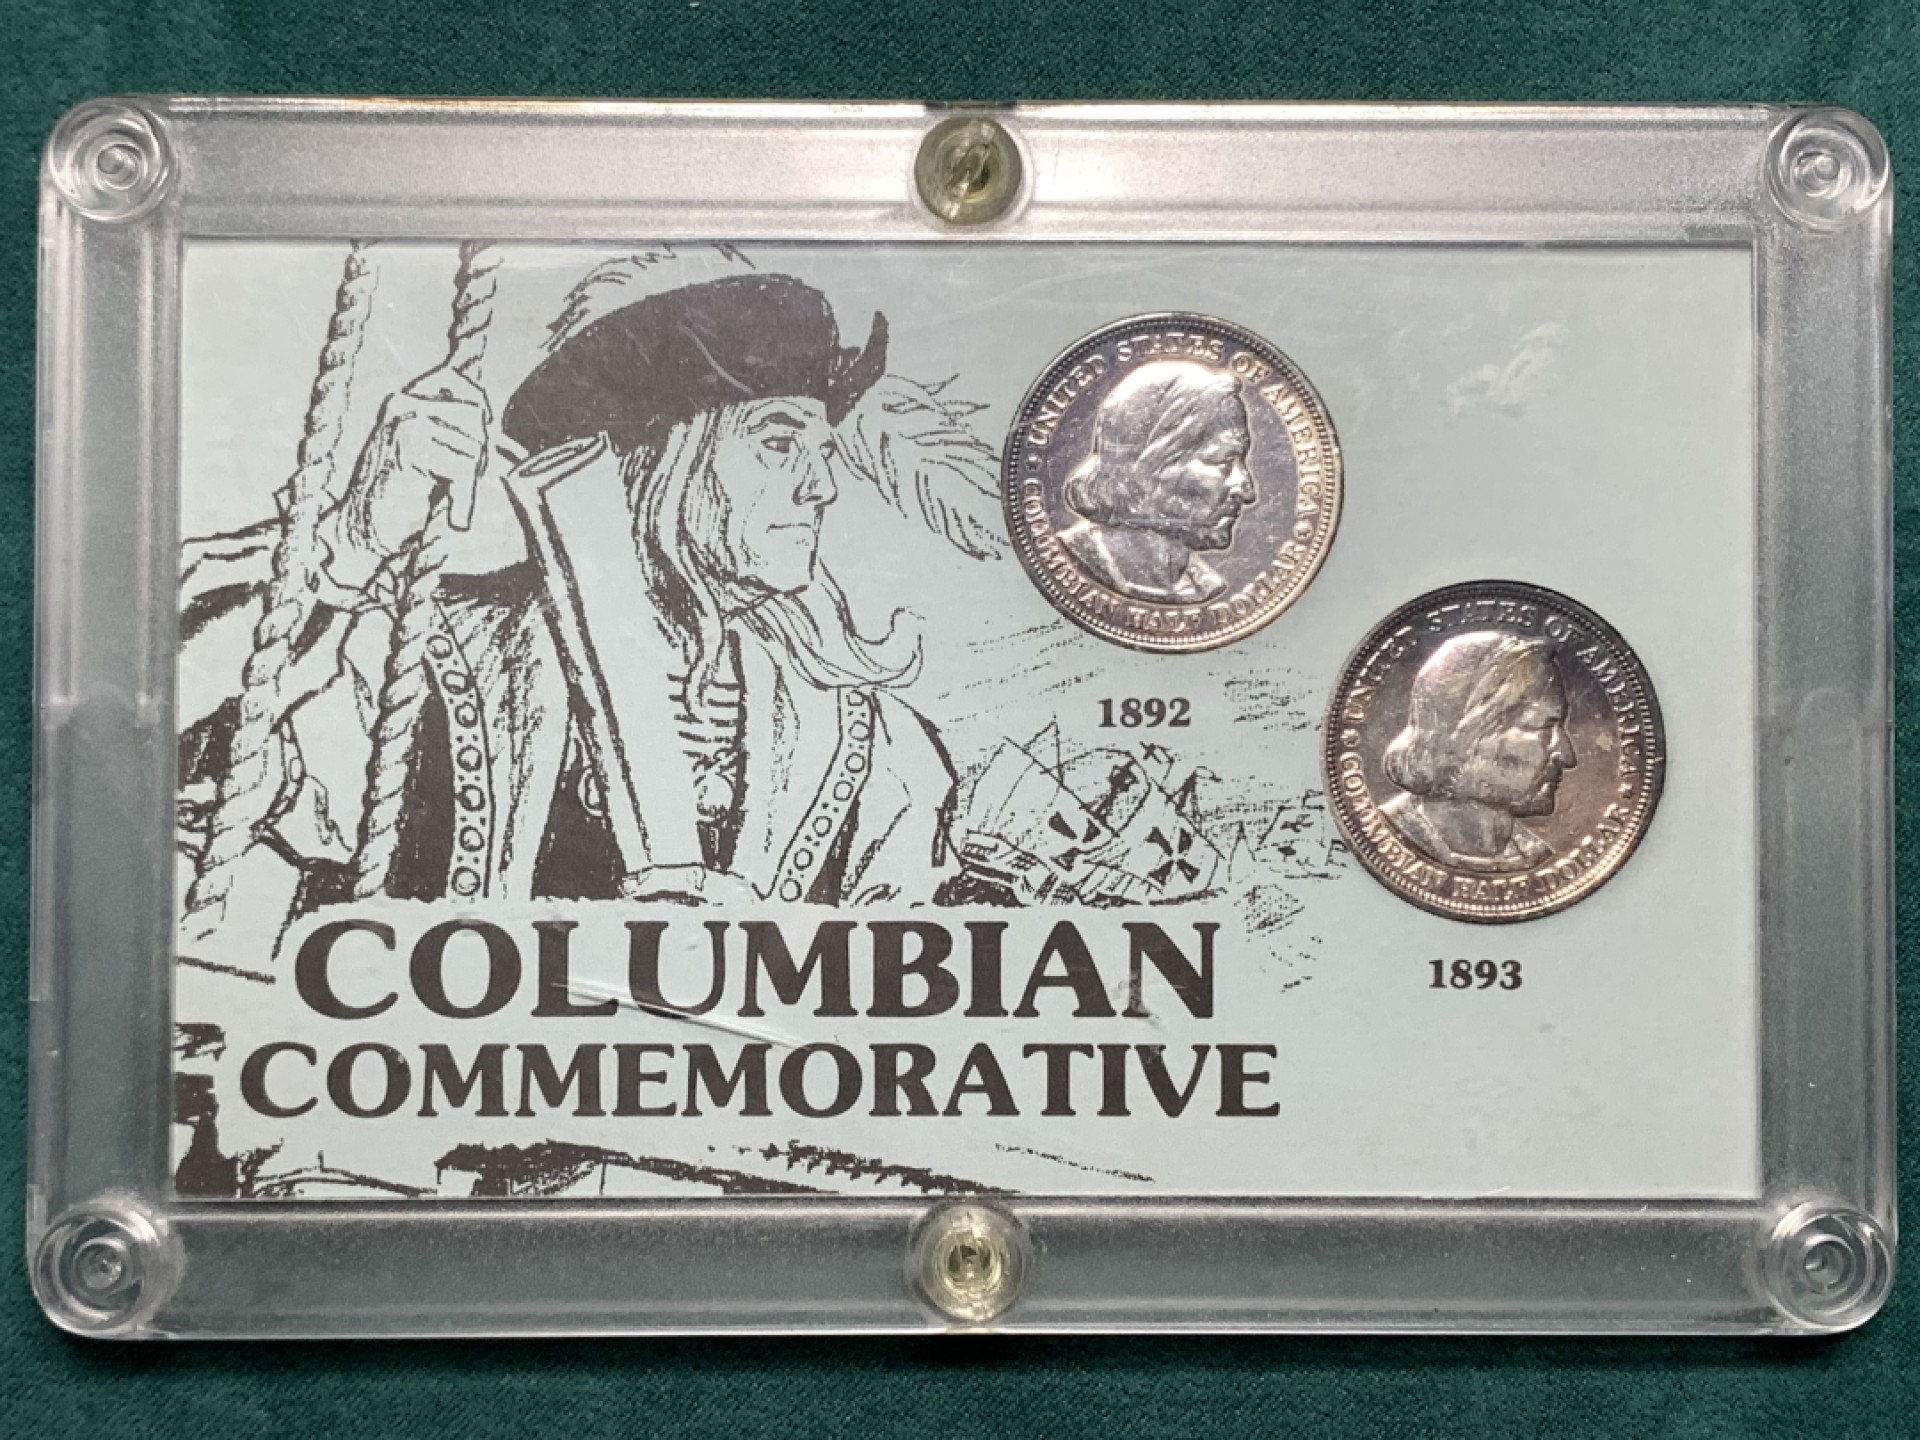 UNITED STATES OF AMERICA
COLUMBIAN HALF DOLLAR
1892
UNITED STATES OF AMERICA
COLUMBIAN HALF DOLLAR
1893
COLUMBIAN
COMMEMORATIVE